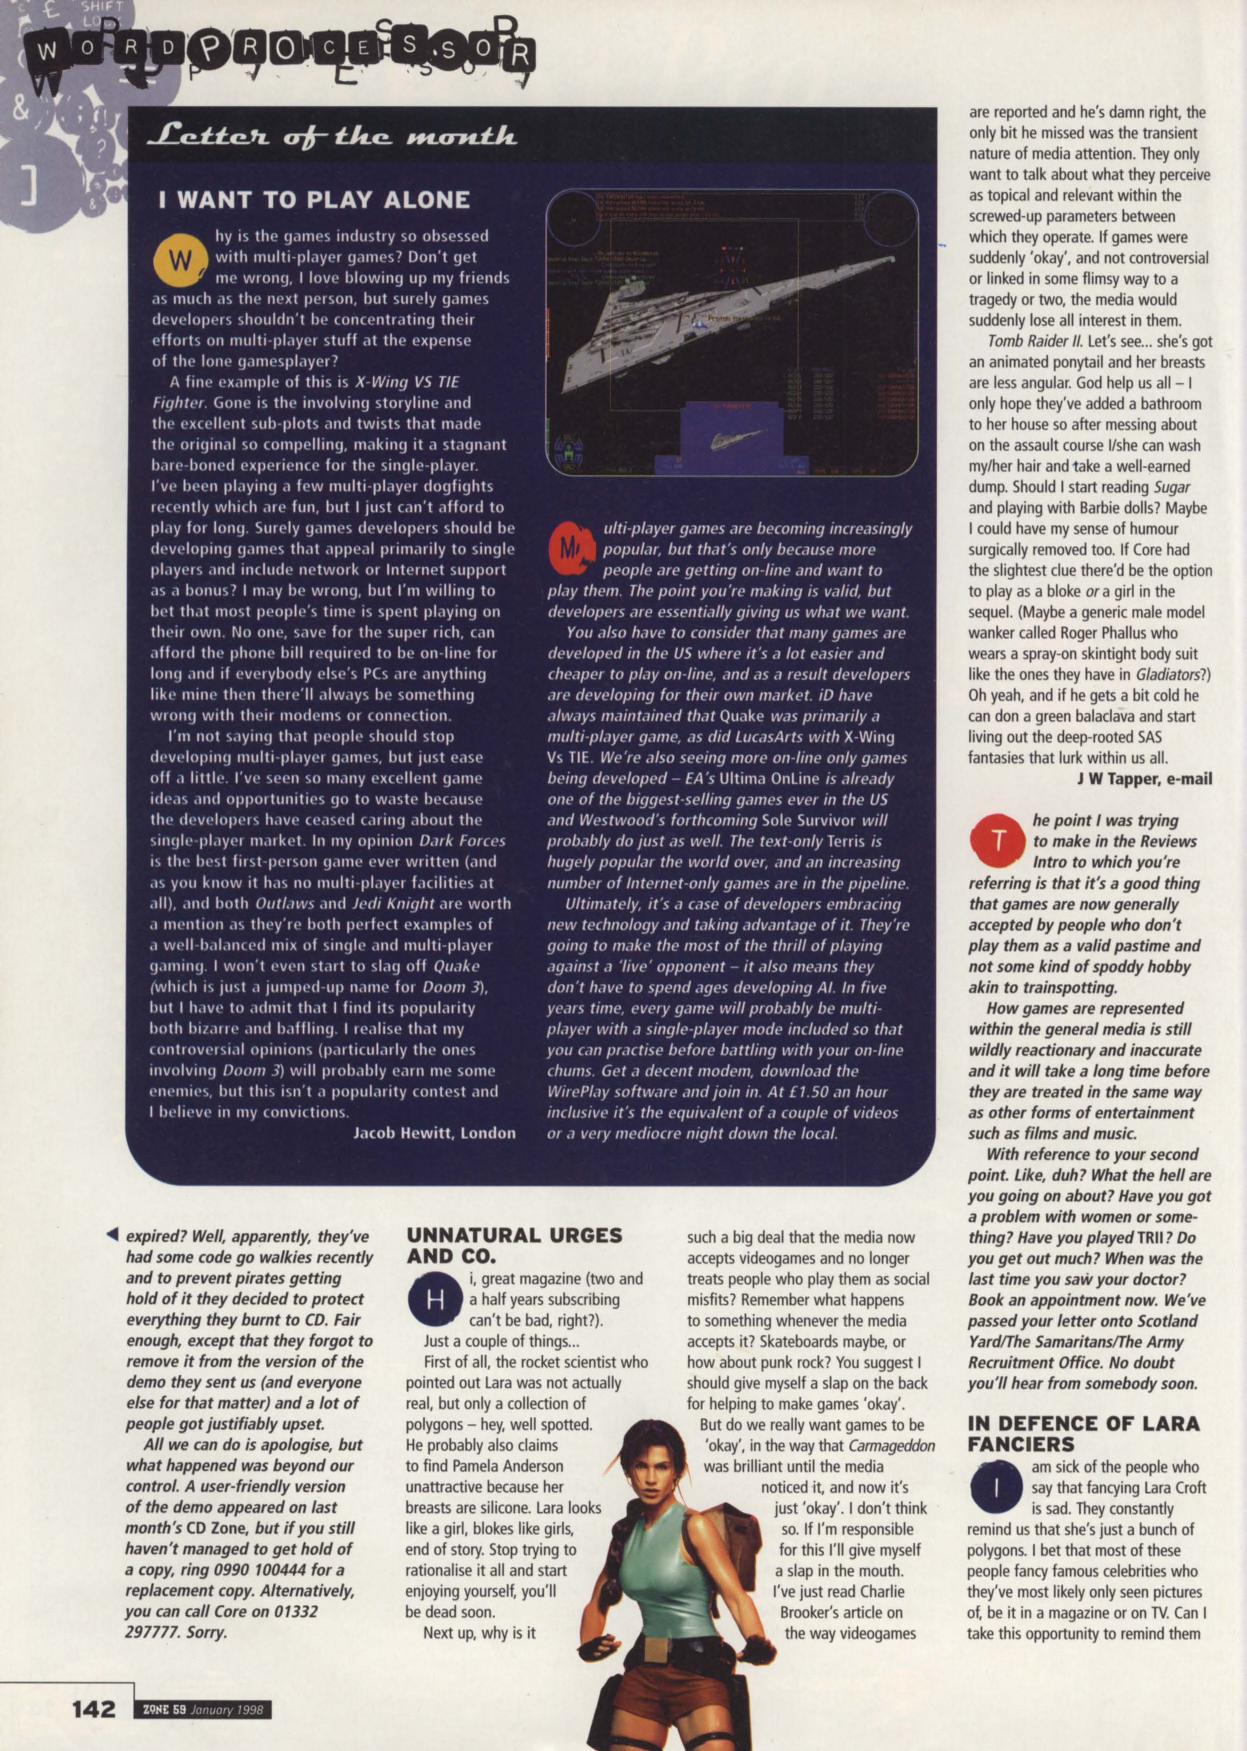 SHIFT
WORDPROCESSOR
Letter of the month
I WANT TO PLAY ALONE
Why is the games industry so obsessed
with multi-player games? Don't get
me wrong, I love blowing up my friends
as much as the next person, but surely games
developers shouldn't be concentrating their
efforts on multi-player stuff at the expense
of the lone gamesplayer?
A fine example of this is X-Wing VS TIE
Fighter. Gone is the involving storyline and
the excellent sub-plots and twists that made
the original so compelling, making it a stagnant
bare-boned experience for the single-player.
I've been playing a few multi-player dogfights
recently which are fun, but I just can't afford to
play for long. Surely games developers should be
developing games that appeal primarily to single
players and include network or Internet support
as a bonus? I may be wrong, but I'm willing to
bet that most people's time is spent playing on
their own. No one, save for the super rich, can
afford the phone bill required to be on-line for
long and if everybody else's PCs are anything
like mine then there'll always be something
wrong with their modems or connection.
I'm not saying that people should stop
developing multi-player games, but just ease
off a little. I've seen so many excellent game
ideas and opportunities go to waste because
the developers have ceased caring about the
single-player market. In my opinion Dark Forces
is the best first-person game ever written (and
as you know it has no multi-player facilities at
all), and both Outlaws and Jedi Knight are worth
a mention as they're both perfect examples of
a well-balanced mix of single and multi-player
gaming. I won't even start to slag off Quake
(which is just a jumped-up name for Doom 3),
but I have to admit that I find its popularity
both bizarre and baffling. I realise that my
controversial opinions (particularly the ones
involving Doom 3) will probably earn me some
enemies, but this isn't a popularity contest and
I believe in my convictions.
Jacob Hewitt, London
Multi-player games are becoming increasingly
popular, but that's only because more
people are getting on-line and want to
play them. The point you're making is valid, but
developers are essentially giving us what we want.
You also have to consider that many games are
developed in the US where it's a lot easier and
cheaper to play on-line, and as a result developers
are developing for their own market. iD have
always maintained that Quake was primarily a
multi-player game, as did LucasArts with X-Wing
Vs TIE. We're also seeing more on-line only games
being developed – EA's Ultima OnLine is already
one of the biggest-selling games ever in the US
and Westwood's forthcoming Sole Survivor will
probably do just as well. The text-only Terris is
hugely popular the world over, and an increasing
number of Internet-only games are in the pipeline.
Ultimately, it's a case of developers embracing
new technology and taking advantage of it. They're
going to make the most of the thrill of playing
against a 'live' opponent – it also means they
don't have to spend ages developing AI. In five
years time, every game will probably be multi-
player with a single-player mode included so that
you can practise before battling with your on-line
chums. Get a decent modem, download the
WirePlay software and join in. At £1.50 an hour
inclusive it's the equivalent of a couple of videos
or a very mediocre night down the local.
expired? Well, apparently, they've
had some code go walkies recently
and to prevent pirates getting
hold of it they decided to protect
everything they burnt to CD. Fair
enough, except that they forgot to
remove it from the version of the
demo they sent us (and everyone
else for that matter) and a lot of
people got justifiably upset.
All we can do is apologise, but
what happened was beyond our
control. A user-friendly version
of the demo appeared on last
month's CD Zone, but if you still
haven't managed to get hold of
a copy, ring 0990 100444 for a
replacement copy. Alternatively,
you can call Core on 01332
297777. Sorry.
UNNATURAL URGES
AND CO.
Hi, great magazine (two and
a half years subscribing
can't be bad, right?).
Just a couple of things...
First of all, the rocket scientist who
pointed out Lara was not actually
real, but only a collection of
polygons – hey, well spotted.
He probably also claims
to find Pamela Anderson
unattractive because her
breasts are silicone. Lara looks
like a girl, blokes like girls,
end of story. Stop trying to
rationalise it all and start
enjoying yourself, you'll
be dead soon.
Next up, why is it
such a big deal that the media now
accepts videogames and no longer
treats people who play them as social
misfits? Remember what happens
to something whenever the media
accepts it? Skateboards maybe, or
how about punk rock? You suggest I
should give myself a slap on the back
for helping to make games 'okay'.
But do we really want games to be
'okay', in the way that Carmageddon
was brilliant until the media
noticed it, and now it's
just 'okay'. I don't think
so. If I'm responsible
for this I'll give myself
a slap in the mouth.
I've just read Charlie
Brooker's article on
the way videogames
are reported and he's damn right, the
only bit he missed was the transient
nature of media attention. They only
want to talk about what they perceive
as topical and relevant within the
screwed-up parameters between
which they operate. If games were
suddenly 'okay', and not controversial
or linked in some flimsy way to a
tragedy or two, the media would
suddenly lose all interest in them.
Tomb Raider II. Let's see... she's got
an animated ponytail and her breasts
are less angular. God help us all – I
only hope they've added a bathroom
to her house so after messing about
on the assault course I/she can wash
my/her hair and take a well-earned
dump. Should I start reading Sugar
and playing with Barbie dolls? Maybe
I could have my sense of humour
surgically removed too. If Core had
the slightest clue there'd be the option
to play as a bloke or a girl in the
sequel. (Maybe a generic male model
wanker called Roger Phallus who
wears a spray-on skintight body suit
like the ones they have in Gladiators?)
Oh yeah, and if he gets a bit cold he
can don a green balaclava and start
living out the deep-rooted SAS
fantasies that lurk within us all.
J W Tapper, e-mail
The point I was trying
to make in the Reviews
Intro to which you're
referring is that it's a good thing
that games are now generally
accepted by people who don't
play them as a valid pastime and
not some kind of spoddy hobby
akin to trainspotting.
How games are represented
within the general media is still
wildly reactionary and inaccurate
and it will take a long time before
they are treated in the same way
as other forms of entertainment
such as films and music.
With reference to your second
point. Like, duh? What the hell are
you going on about? Have you got
a problem with women or some-
thing? Have you played TRII? Do
you get out much? When was the
last time you saw your doctor?
Book an appointment now. We've
passed your letter onto Scotland
Yard/The Samaritans/The Army
Recruitment Office. No doubt
you'll hear from somebody soon.
IN DEFENCE OF LARA
FANCIERS
I am sick of the people who
say that fancying Lara Croft
is sad. They constantly
remind us that she's just a bunch of
polygons. I bet that most of these
people fancy famous celebrities who
they've most likely only seen pictures
of, be it in a magazine or on TV. Can I
take this opportunity to remind them
142
ZONE 59 January 1998